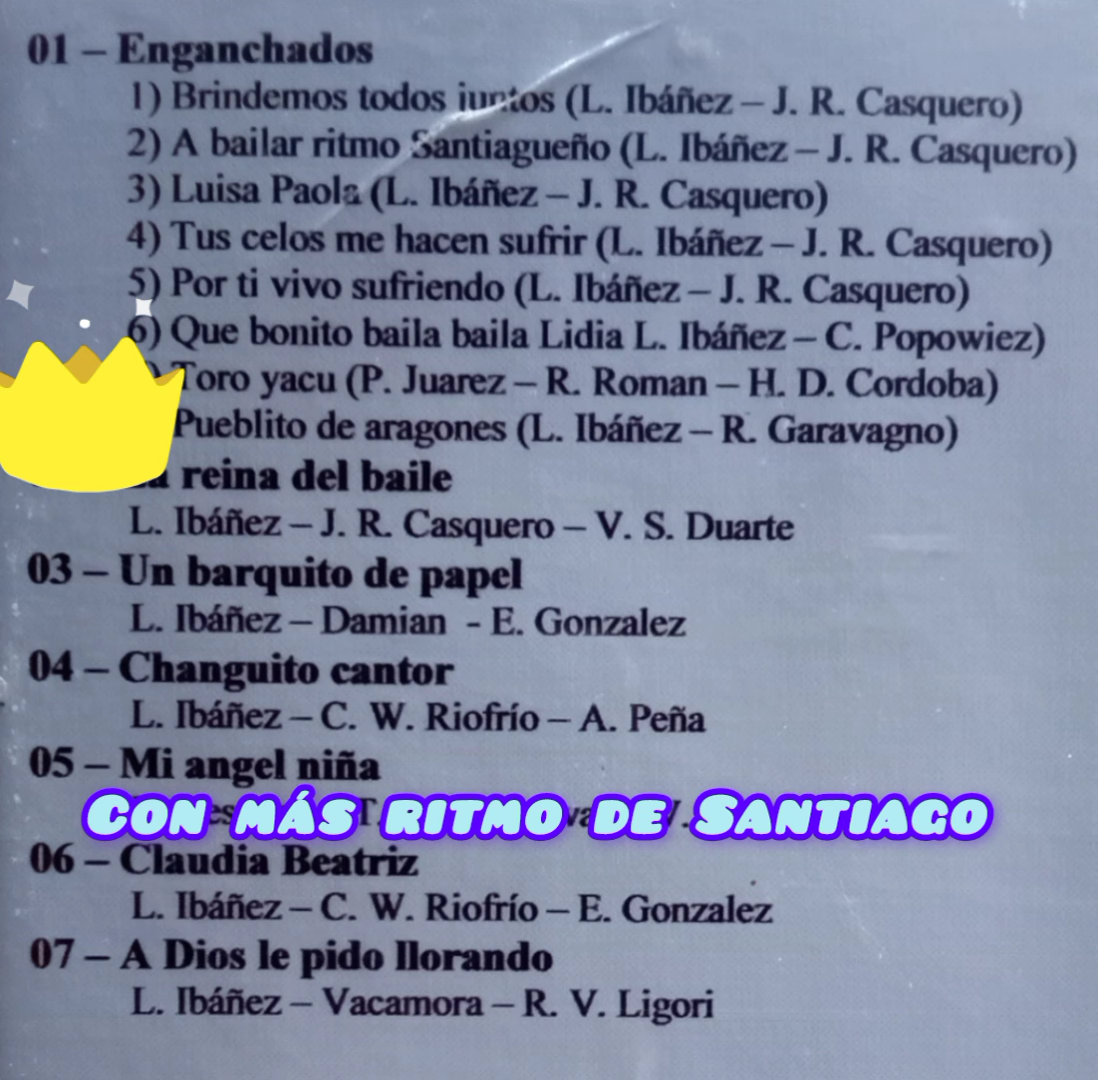 01 – Enganchados
1) Brindemos todos juntos (L. Ibáñez – J. R. Casquero)
2) A bailar ritmo Santiagueño (L. Ibáñez – J. R. Casquero)
3) Luisa Paola (L. Ibáñez – J. R. Casquero)
4) Tus celos me hacen sufrir (L. Ibáñez – J. R. Casquero)
5) Por ti vivo sufriendo (L. Ibáñez – J. R. Casquero)
6) Que bonito baila baila Lidia L. Ibáñez – C. Popowiez)
Toro yacu (P. Juarez – R. Roman – H. D. Cordoba)
Pueblito de aragones (L. Ibáñez – R. Garavagno)
reina del baile
L. Ibáñez – J. R. Casquero – V. S. Duarte
03 – Un barquito de papel
L. Ibáñez – Damian - E. Gonzalez
04 – Changuito cantor
L. Ibáñez – C. W. Riofrío – A. Peña
05 – Mi angel niña
Con más ritmo de Santiago
06 – Claudia Beatriz
L. Ibáñez – C. W. Riofrío – E. Gonzalez
07 – A Dios le pido llorando
L. Ibáñez – Vacamora – R. V. Ligori